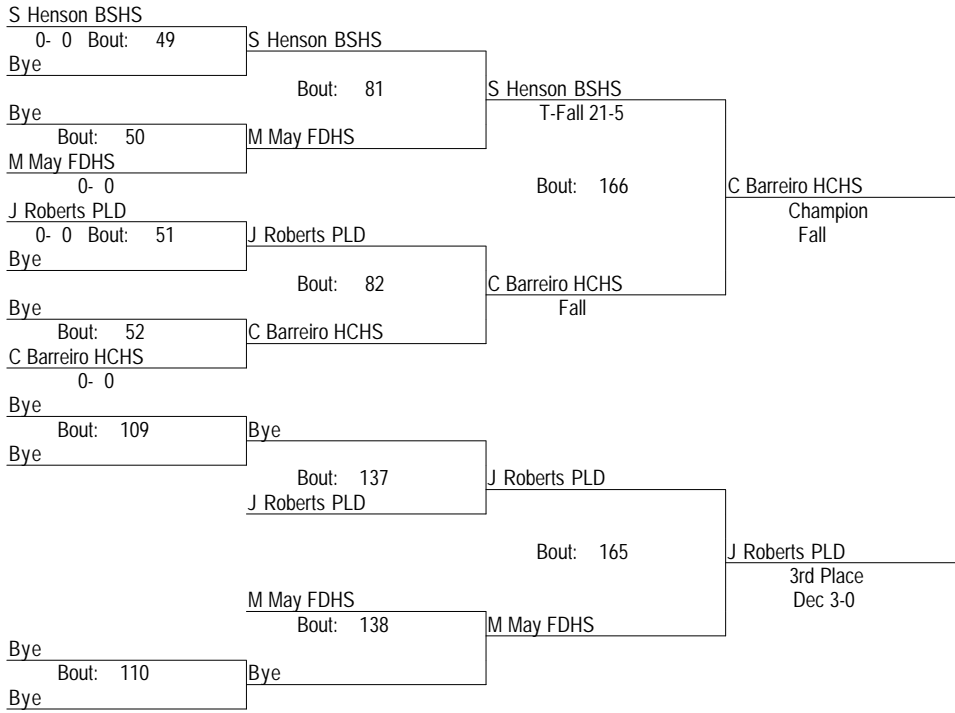 S Henson BSHS
0- 0 Bout: 49 S Henson BSHS
Bye
Bout: 81 S Henson BSHS
Bye T-Fall 21-5
Bout: 50 M May FDHS
M May FDHS
0- 0 Bout: 166 C Barreiro HCHS
J Roberts PLD Champion
0- 0 Bout: 51 J Roberts PLD Fall
Bye
Bout: 82 C Barreiro HCHS
Bye Fall
Bout: 52 C Barreiro HCHS
C Barreiro HCHS
0- 0
Bye
Bout: 109 Bye
Bye
Bout: 137 J Roberts PLD
J Roberts PLD
Bout: 165 J Roberts PLD
3rd Place
M May FDHS Dec 3-0
Bout: 138 M May FDHS
Bye
Bout: 110 Bye
Bye